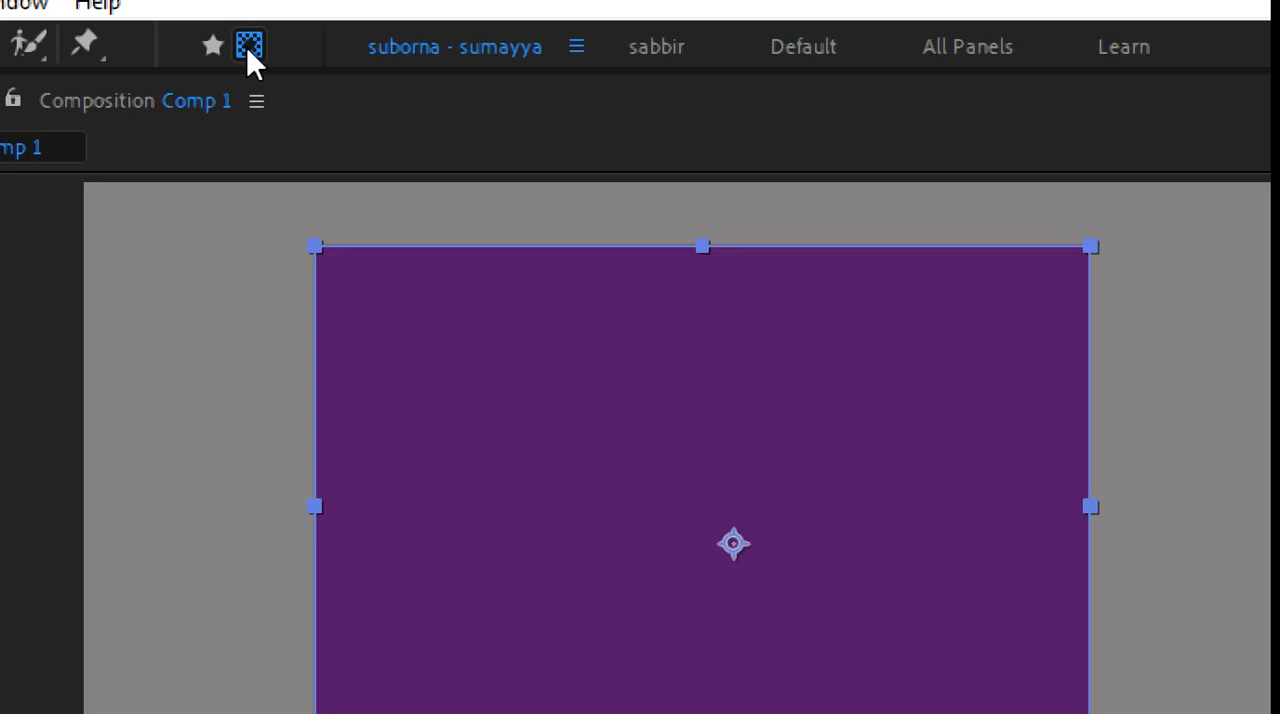 Help
suborna - sumayya sabbir Default All Panels Learn
Composition Comp 1
mp 1